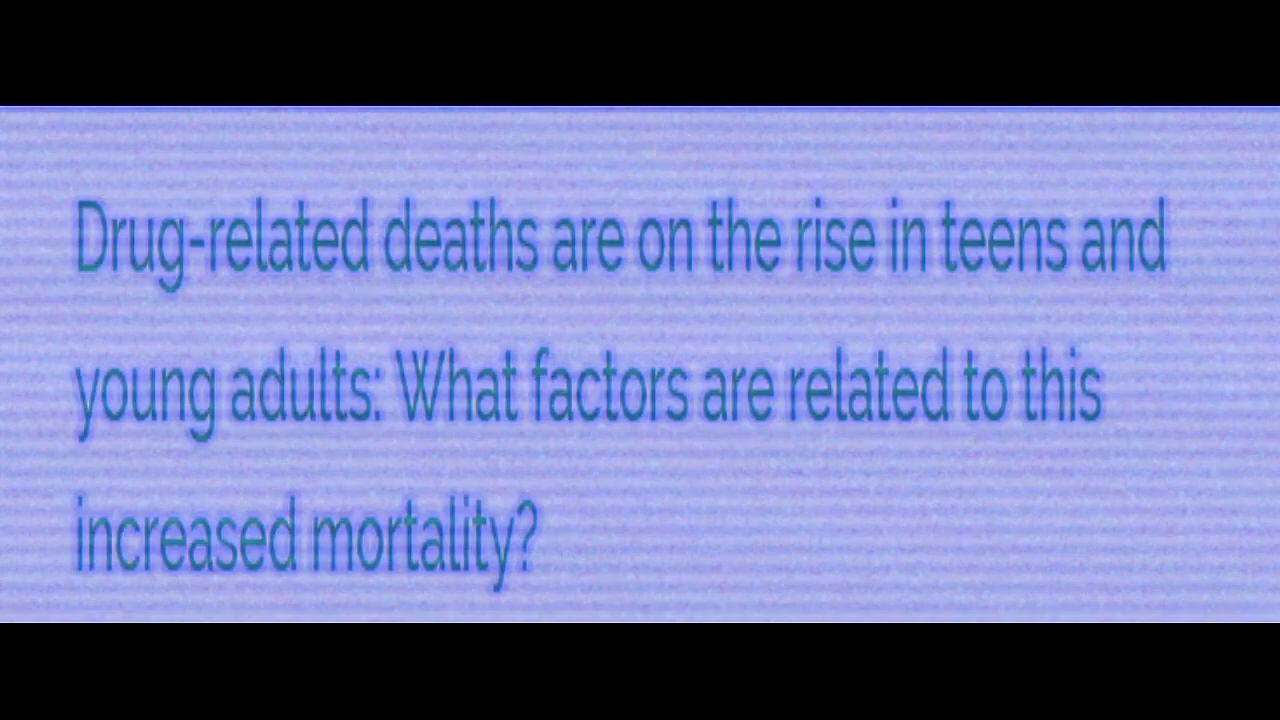 Drug-related deaths are on the rise in teens and
young adults: What factors are related to this
increased mortality?